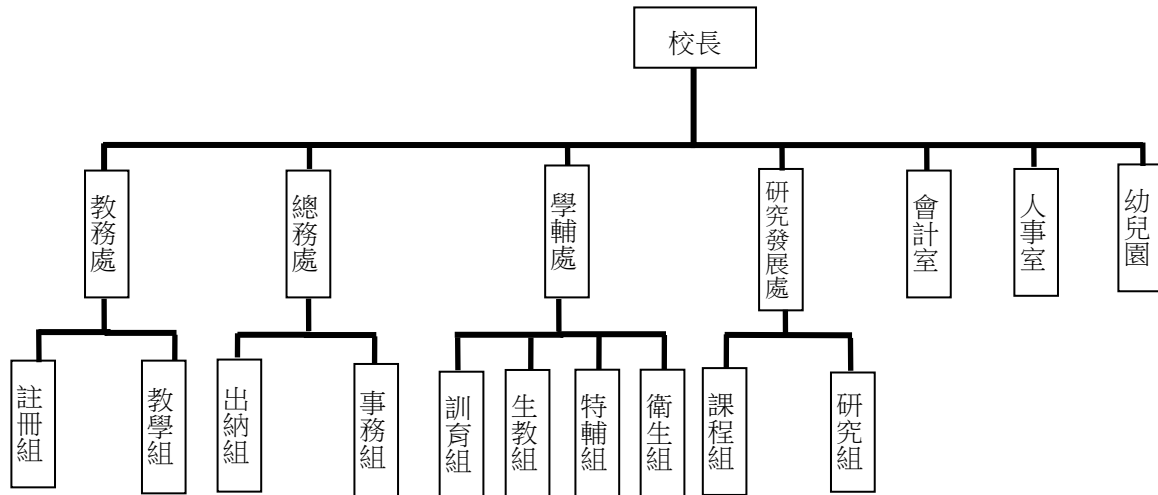 校長
教務處
總務處
學輔處
研究發展處
會計室
人事室
幼兒園
註冊組
教學組
出納組
事務組
訓育組
生教組
特輔組
衛生組
課程組
研究組